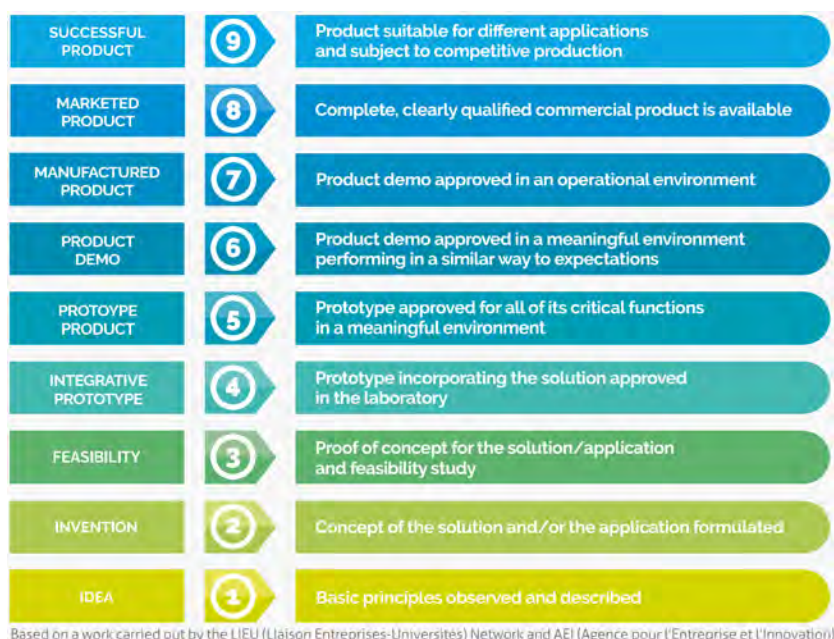 SUCCESSFUL
PRODUCT
9
Product suitable for different applications
and subject to competitive production
MARKETED
PRODUCT
8
Complete, clearly qualified commercial product is available
MANUFACTURED
PRODUCT
7
Product demo approved in an operational environment
PRODUCT
DEMO
6
Product demo approved in a meaningful environment
performing in a similar way to expectations
PROTOYPE
PRODUCT
5
Prototype approved for all of its critical functions
in a meaningful environment
INTEGRATIVE
PROTOTYPE
4
Prototype incorporating the solution approved
in the laboratory
FEASIBILITY
3
Proof of concept for the solution/application
and feasibility study
INVENTION
2
Concept of the solution and/or the application formulated
IDEA
1
Basic principles observed and described
Based on a work carried out by the LIEU (Liaison Entreprises-Universités) Network and AEI (Agence pour l'Entreprise et l'Innovation)